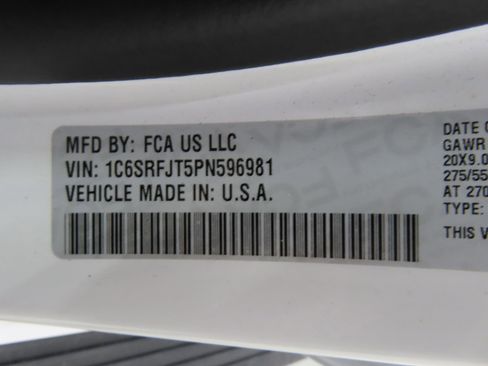 MFD BY: FCA US LLC
VIN: 1C6SRFJT5PN596981
VEHICLE MADE IN: U.S.A.
DATE O
GAWR
20X9.0
275/55
AT 270
TYPE:
THIS V